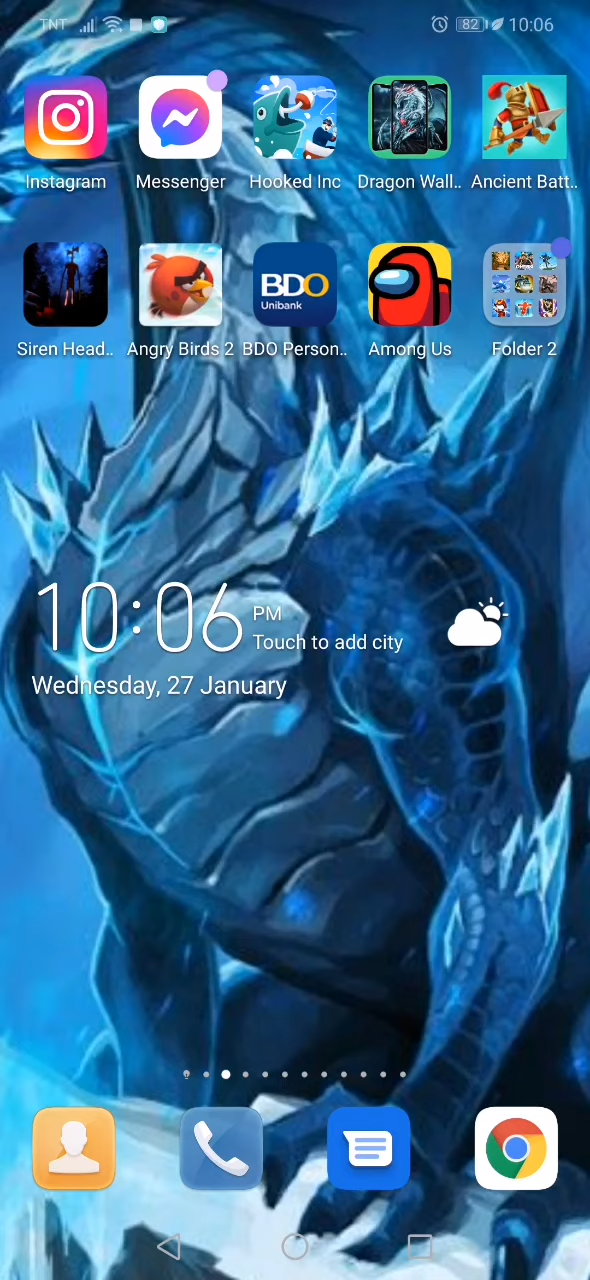 TNT 82 10:06
Instagram Messenger Hooked Inc Dragon Wall.. Ancient Batt..
BDO
Unibank
Siren Head.. Angry Birds 2 BDO Person.. Among Us Folder 2
10:06 PM
Touch to add city
Wednesday, 27 January